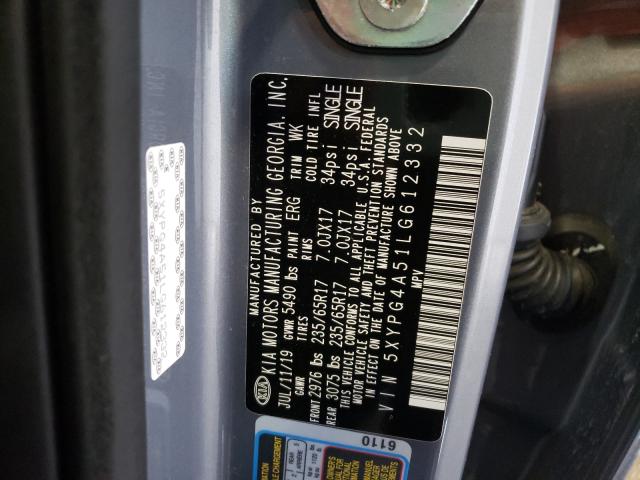 MANUFACTURED BY
KIA MOTORS MANUFACTURING GEORGIA, INC.
JUL/11/19 PAINT ERG TRIM WK
GAWR GVWR 5490 lbs TIRES RIMS COLD TIRE INFL
FRONT 2976 lbs 235/65R17 7.0JX17 34psi SINGLE
REAR 3075 lbs 235/65R17 7.0JX17 34psi SINGLE
THIS VEHICLE CONFORMS TO ALL APPLICABLE U.S.A. FEDERAL
MOTOR VEHICLE SAFETY AND THEFT PREVENTION STANDARDS
IN EFFECT ON THE DATE OF MANUFACTURE SHOWN ABOVE
VIN 5XYPG4A51LG612332
MPV
KIA
6110